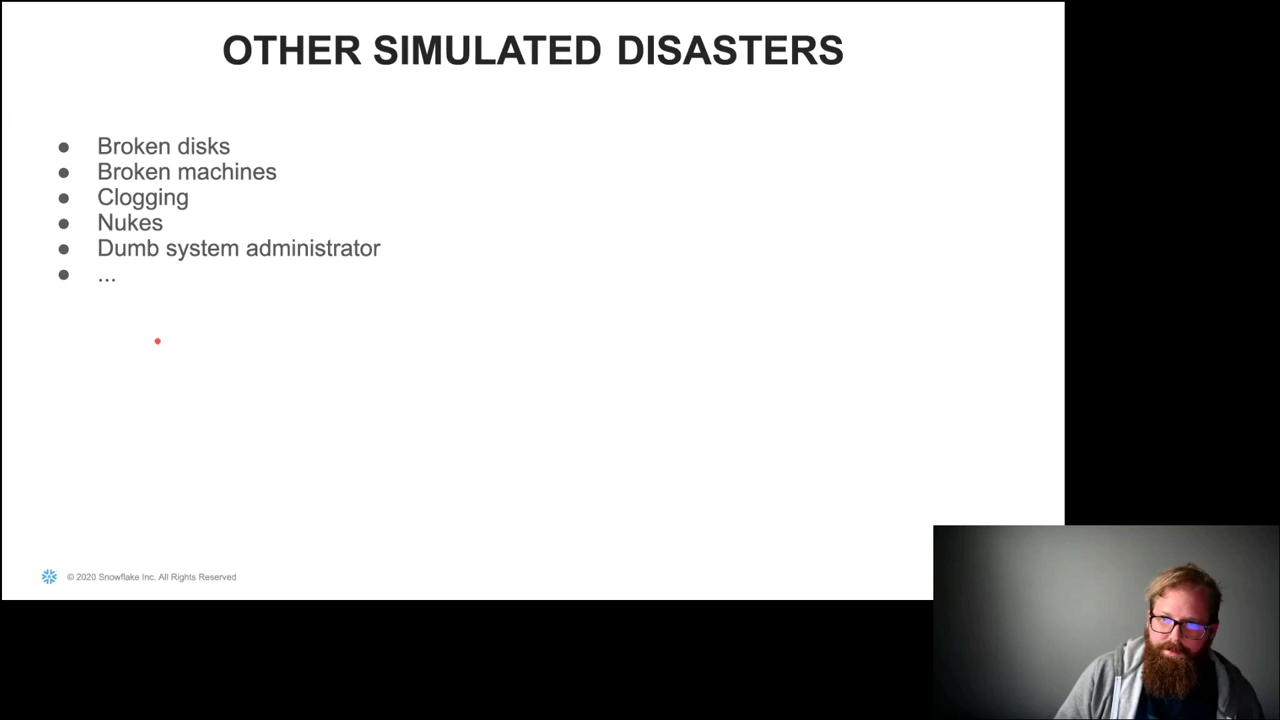 OTHER SIMULATED DISASTERS
● Broken disks
● Broken machines
● Clogging
● Nukes
● Dumb system administrator
● ...
© 2020 Snowflake Inc. All Rights Reserved